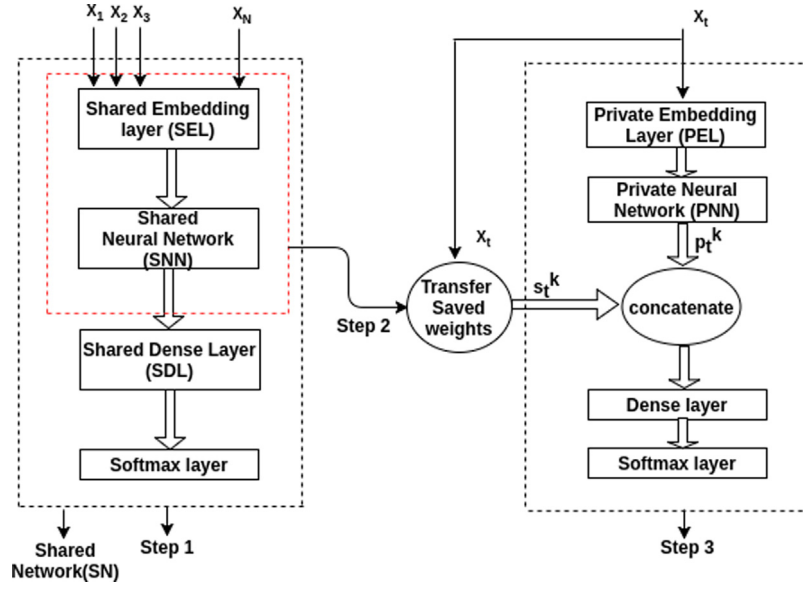 X1 X2 X3 XN
Shared Embedding
layer (SEL)
Shared
Neural Network
(SNN)
Shared Dense Layer
(SDL)
Softmax layer
Shared
Network(SN)
Step 1
Step 2
Xt
Transfer
Saved
weights
st^k
Xt
Private Embedding
Layer (PEL)
Private Neural
Network (PNN)
pt^k
concatenate
Dense layer
Softmax layer
Step 3